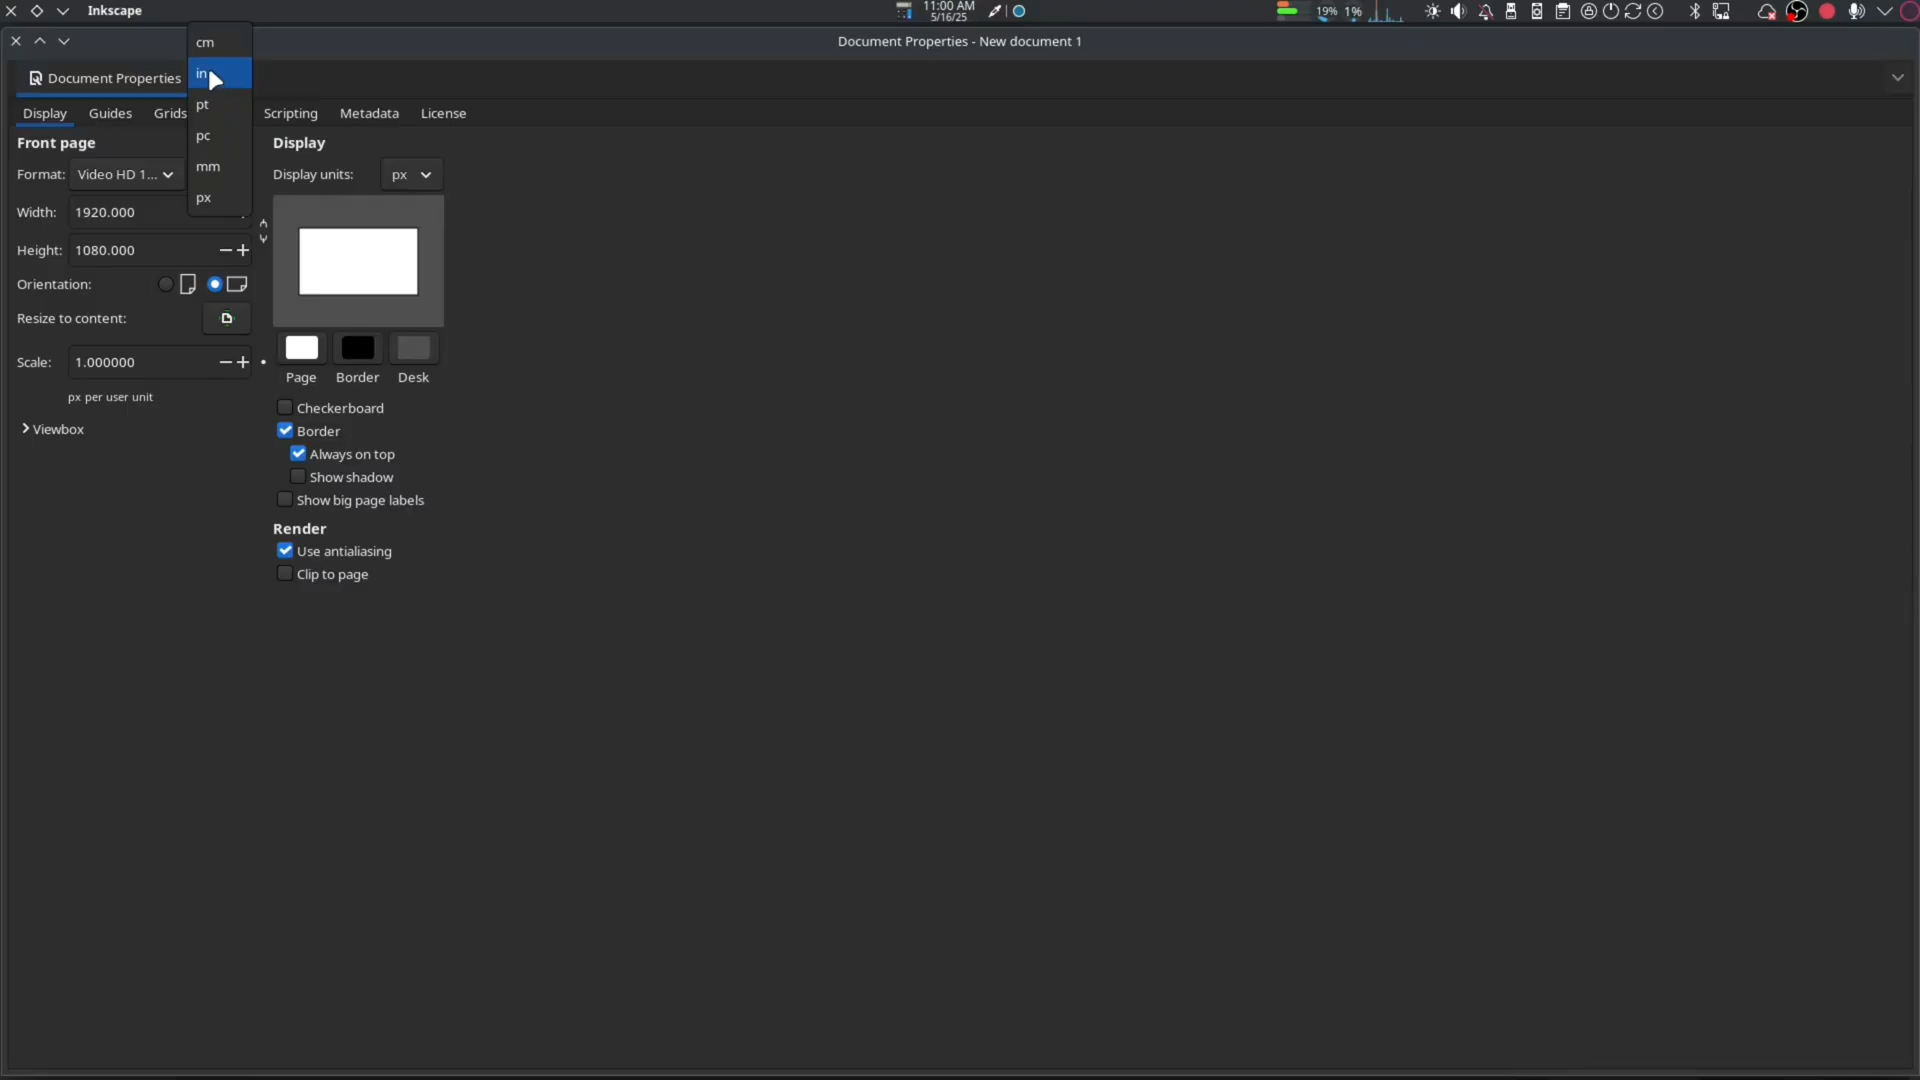 Inkscape
11:00 AM
5/16/25
19% 1%
Document Properties - New document 1
Document Properties
cm
in
pt
pc
mm
px
Display Guides Grids Scripting Metadata License
Front page
Format: Video HD 1...
Width: 1920.000
Height: 1080.000
Orientation:
Resize to content:
Scale: 1.000000
px per user unit
Viewbox
Display
Display units: px
Page Border Desk
Checkerboard
Border
Always on top
Show shadow
Show big page labels
Render
Use antialiasing
Clip to page